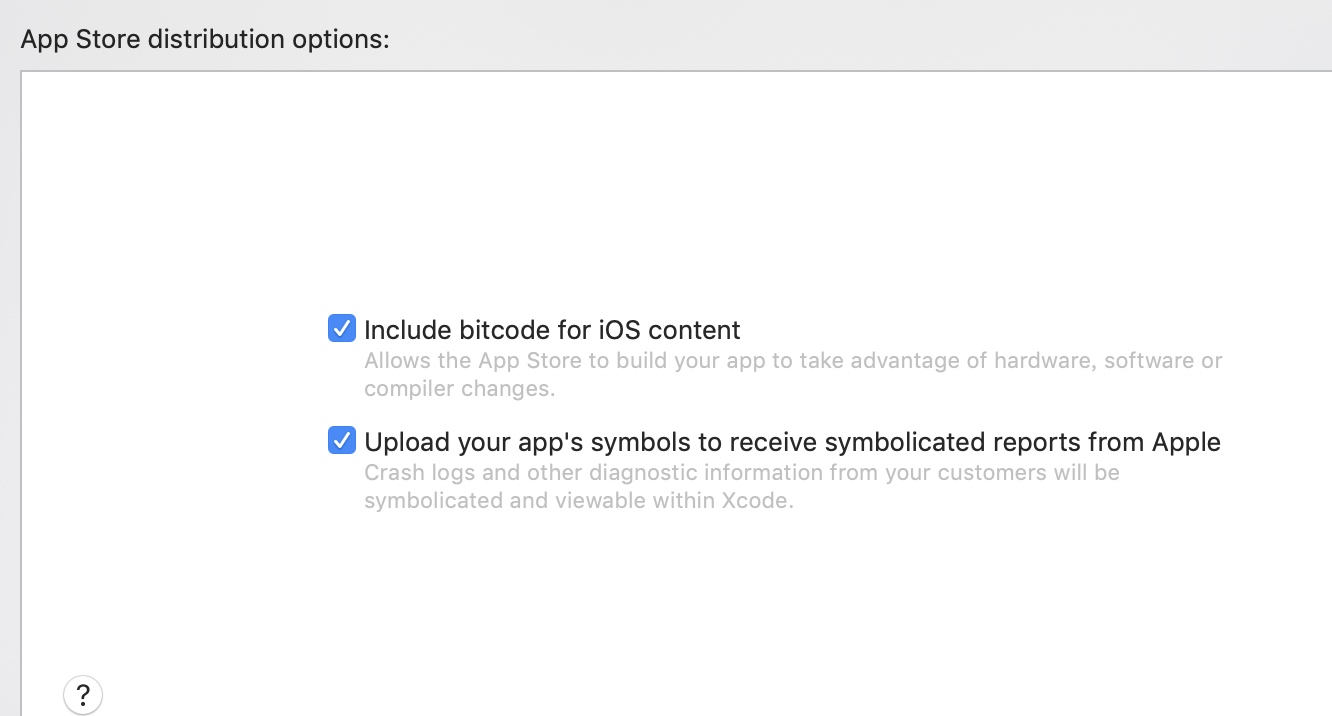 App Store distribution options:
Include bitcode for iOS content
Allows the App Store to build your app to take advantage of hardware, software or
compiler changes.
Upload your app's symbols to receive symbolicated reports from Apple
Crash logs and other diagnostic information from your customers will be
symbolicated and viewable within Xcode.
?